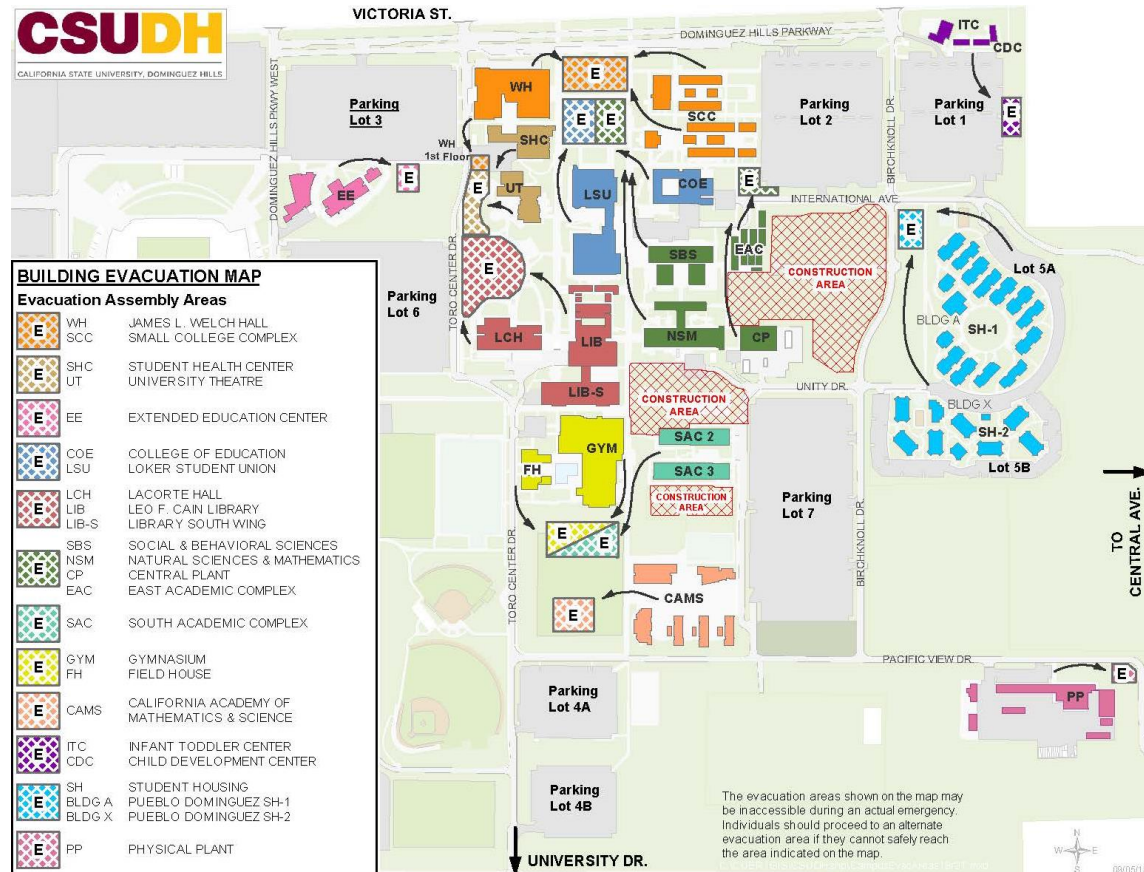 CSUDH
CALIFORNIA STATE UNIVERSITY, DOMINGUEZ HILLS
VICTORIA ST.
DOMINGUEZ HILLS PARKWAY
ITC
CDC
DOMINGUEZ HILLS PKWY WEST
Parking
Lot 3
WH
E
SCC
Parking
Lot 2
BIRCHKNOLL DR.
Parking
Lot 1
E
E
E
SHC
WH
1st Floor
EE
E
E
UT
LSU
COE
E
INTERNATIONAL AVE.
E
TORO CENTER DR.
E
SBS
EAC
CONSTRUCTION
AREA
Lot 5A
BLDG A
SH-1
Parking
Lot 6
LCH
LIB
NSM
CP
LIB-S
CONSTRUCTION
AREA
UNITY DR.
BLDG X
SH-2
Lot 5B
SAC 2
GYM
FH
SAC 3
CONSTRUCTION
AREA
Parking
Lot 7
BIRCHKNOLL DR.
TO
CENTRAL AVE.
E
E
TORO CENTER DR.
CAMS
E
PACIFIC VIEW DR.
E
PP
Parking
Lot 4A
Parking
Lot 4B
UNIVERSITY DR.
BUILDING EVACUATION MAP
Evacuation Assembly Areas
E
WH JAMES L. WELCH HALL
SCC SMALL COLLEGE COMPLEX
E
SHC STUDENT HEALTH CENTER
UT UNIVERSITY THEATRE
E
EE EXTENDED EDUCATION CENTER
E
COE COLLEGE OF EDUCATION
LSU LOKER STUDENT UNION
E
LCH LACORTE HALL
LIB LEO F. CAIN LIBRARY
LIB-S LIBRARY SOUTH WING
E
SBS SOCIAL & BEHAVIORAL SCIENCES
NSM NATURAL SCIENCES & MATHEMATICS
CP CENTRAL PLANT
EAC EAST ACADEMIC COMPLEX
E
SAC SOUTH ACADEMIC COMPLEX
E
GYM GYMNASIUM
FH FIELD HOUSE
E
CAMS CALIFORNIA ACADEMY OF
MATHEMATICS & SCIENCE
E
ITC INFANT TODDLER CENTER
CDC CHILD DEVELOPMENT CENTER
E
SH STUDENT HOUSING
BLDG A PUEBLO DOMINGUEZ SH-1
BLDG X PUEBLO DOMINGUEZ SH-2
E
PP PHYSICAL PLANT
The evacuation areas shown on the map may
be inaccessible during an actual emergency.
Individuals should proceed to an alternate
evacuation area if they cannot safely reach
the area indicated on the map.
N
W E
S